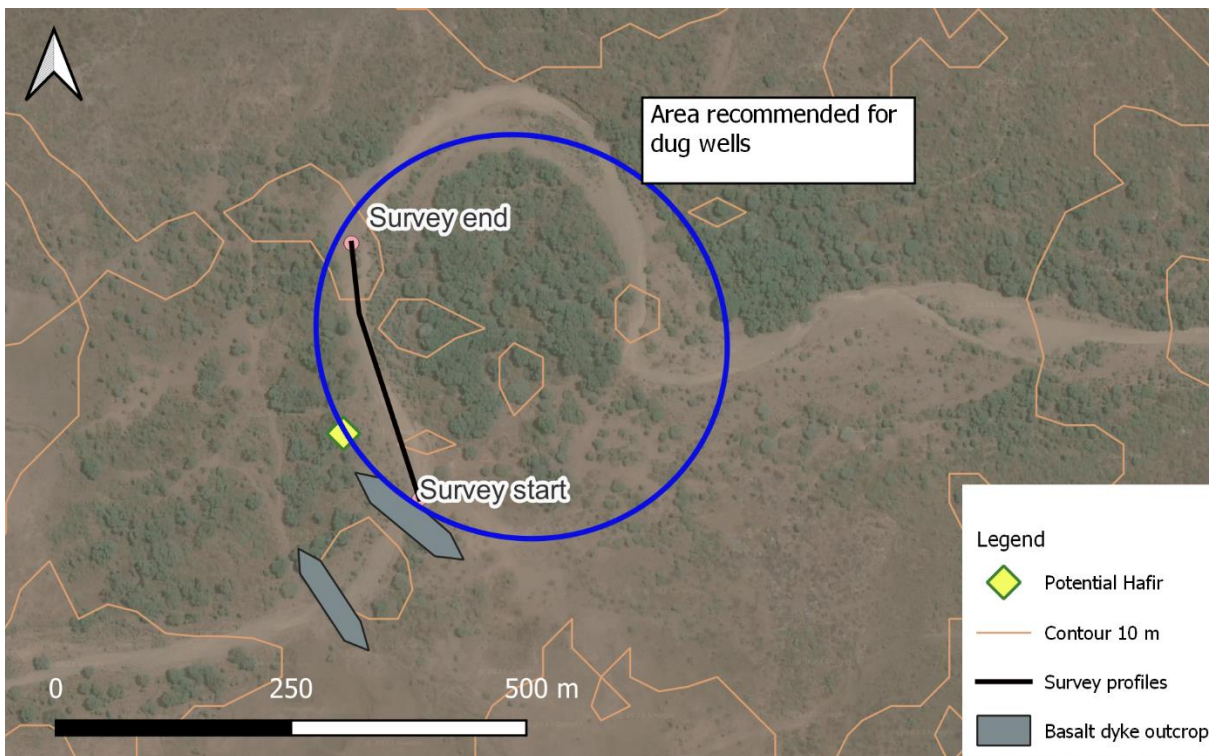 Area recommended for
dug wells
Survey end
Survey start
Legend
Potential Hafir
Contour 10 m
Survey profiles
Basalt dyke outcrop
0 250 500 m